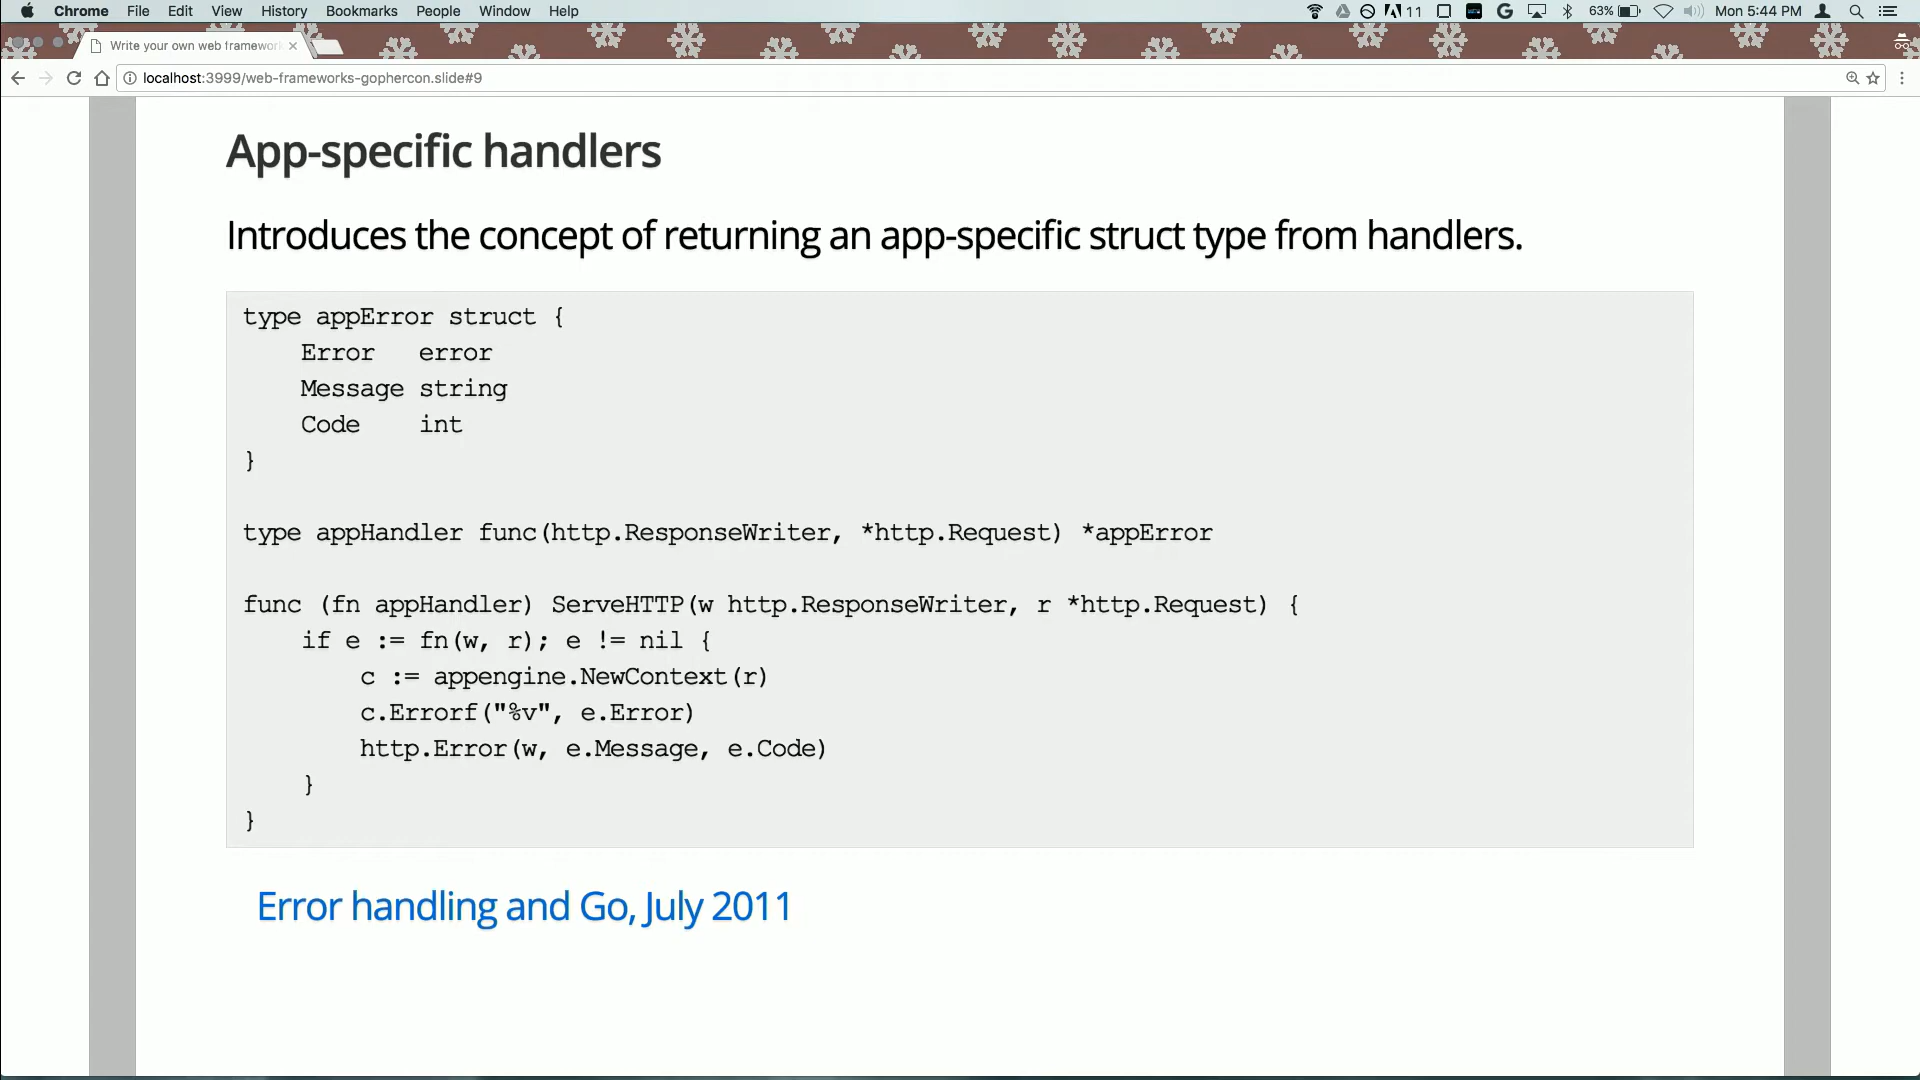 Chrome File Edit View History Bookmarks People Window Help 11 63% Mon 5:44 PM
Write your own web framewor
localhost:3999/web-frameworks-gophercon.slide#9
App-specific handlers
Introduces the concept of returning an app-specific struct type from handlers.
type appError struct {
    Error   error
    Message string
    Code    int
}
type appHandler func(http.ResponseWriter, *http.Request) *appError
func (fn appHandler) ServeHTTP(w http.ResponseWriter, r *http.Request) {
    if e := fn(w, r); e != nil {
        c := appengine.NewContext(r)
        c.Errorf("%v", e.Error)
        http.Error(w, e.Message, e.Code)
    }
}
Error handling and Go, July 2011